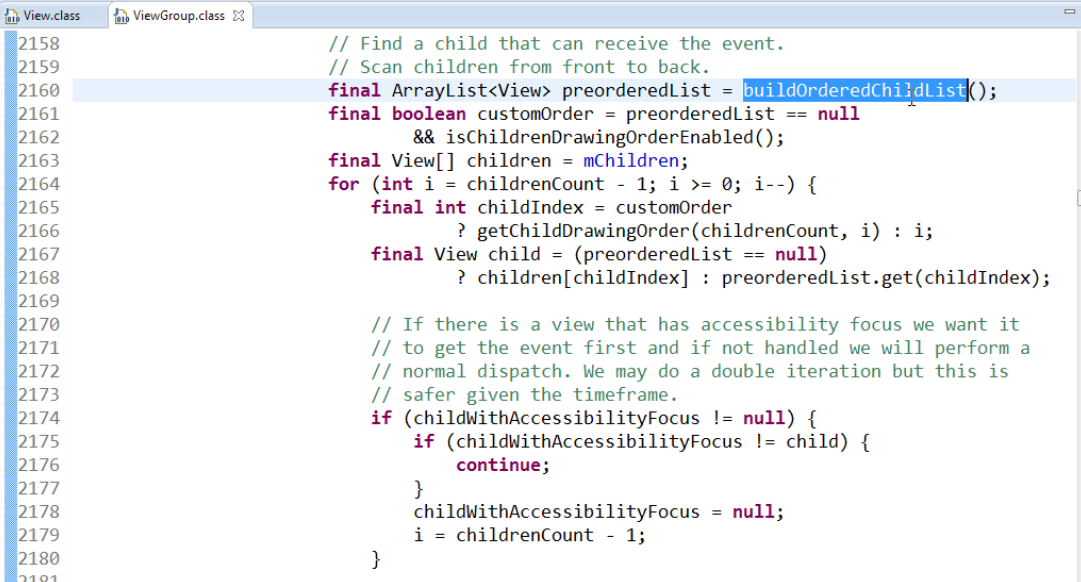 View.class ViewGroup.class
2158 // Find a child that can receive the event.
2159 // Scan children from front to back.
2160 final ArrayList<View> preorderedList = buildOrderedChildList();
2161 final boolean customOrder = preorderedList == null
2162 && isChildrenDrawingOrderEnabled();
2163 final View[] children = mChildren;
2164 for (int i = childrenCount - 1; i >= 0; i--) {
2165 final int childIndex = customOrder
2166 ? getChildDrawingOrder(childrenCount, i) : i;
2167 final View child = (preorderedList == null)
2168 ? children[childIndex] : preorderedList.get(childIndex);
2169
2170 // If there is a view that has accessibility focus we want it
2171 // to get the event first and if not handled we will perform a
2172 // normal dispatch. We may do a double iteration but this is
2173 // safer given the timeframe.
2174 if (childWithAccessibilityFocus != null) {
2175 if (childWithAccessibilityFocus != child) {
2176 continue;
2177 }
2178 childWithAccessibilityFocus = null;
2179 i = childrenCount - 1;
2180 }
2181